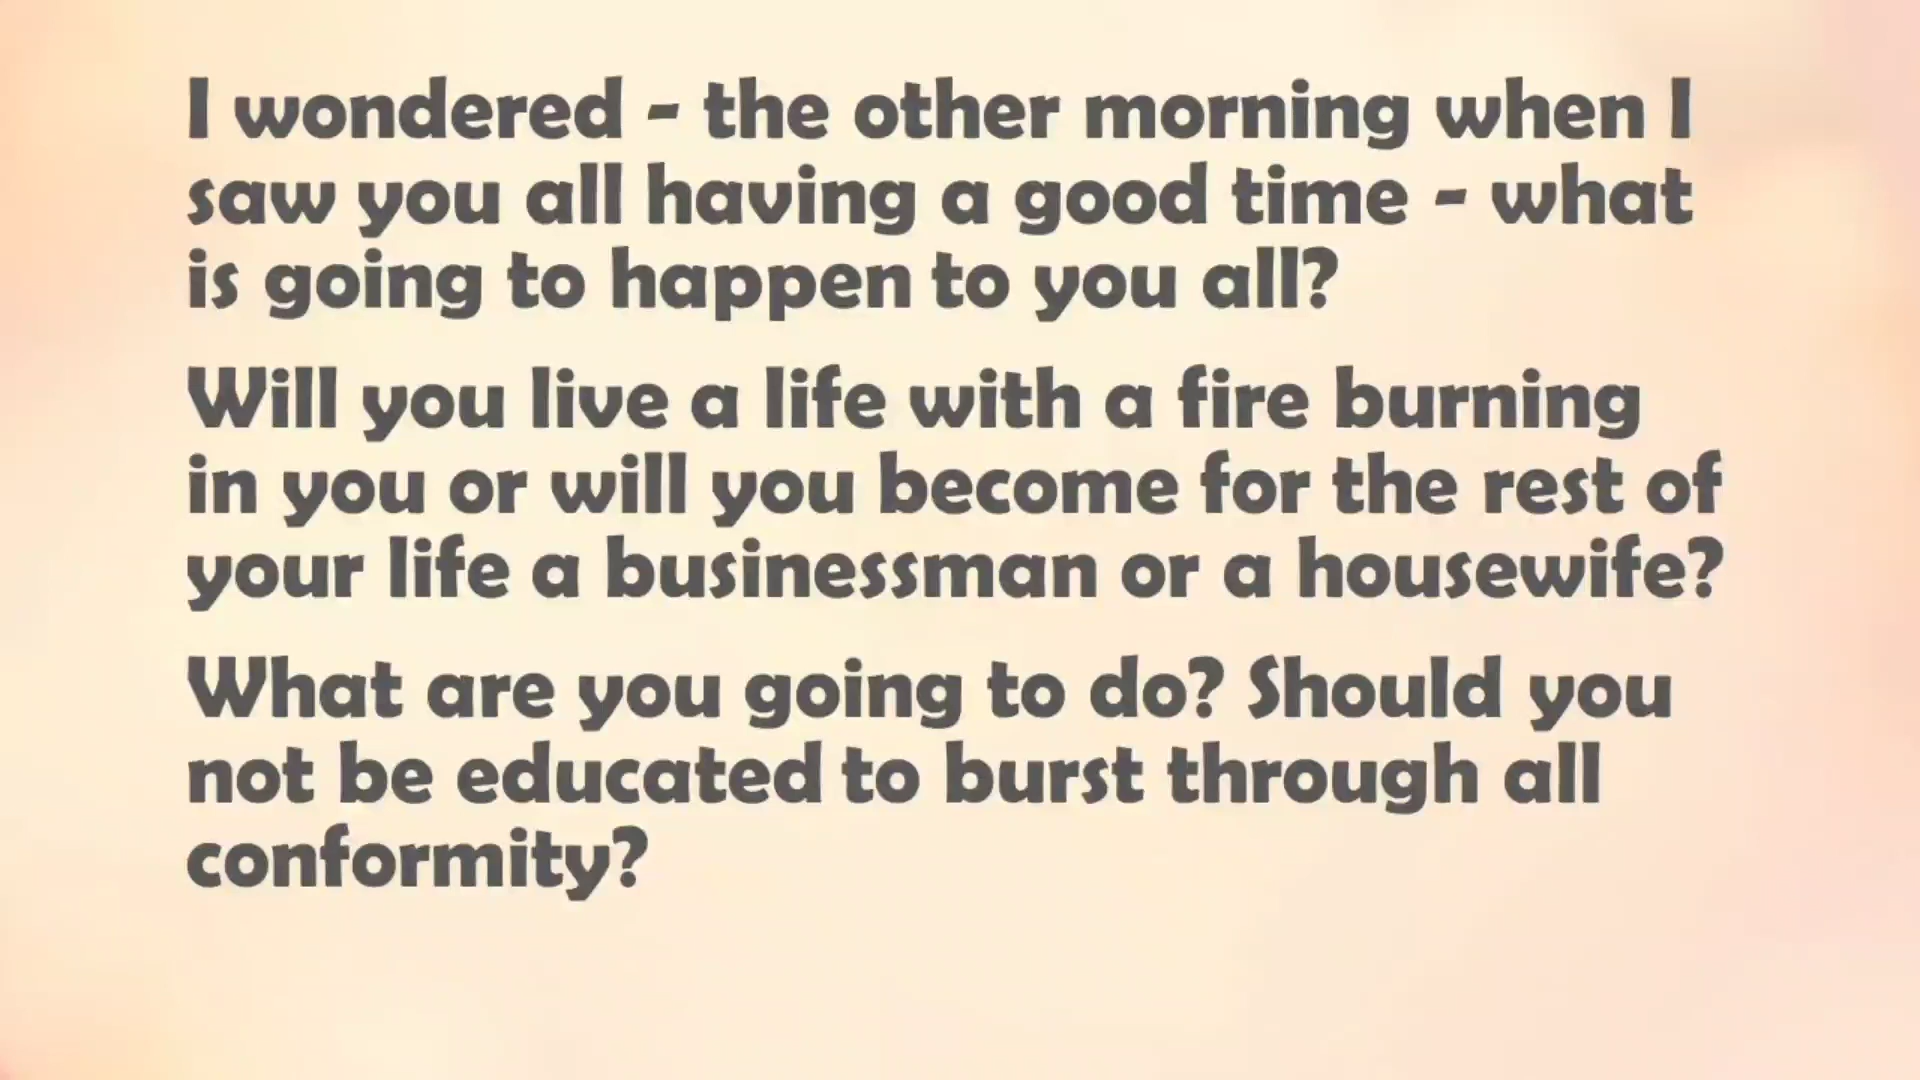 I wondered - the other morning when I
saw you all having a good time - what
is going to happen to you all?
Will you live a life with a fire burning
in you or will you become for the rest of
your life a businessman or a housewife?
What are you going to do? Should you
not be educated to burst through all
conformity?